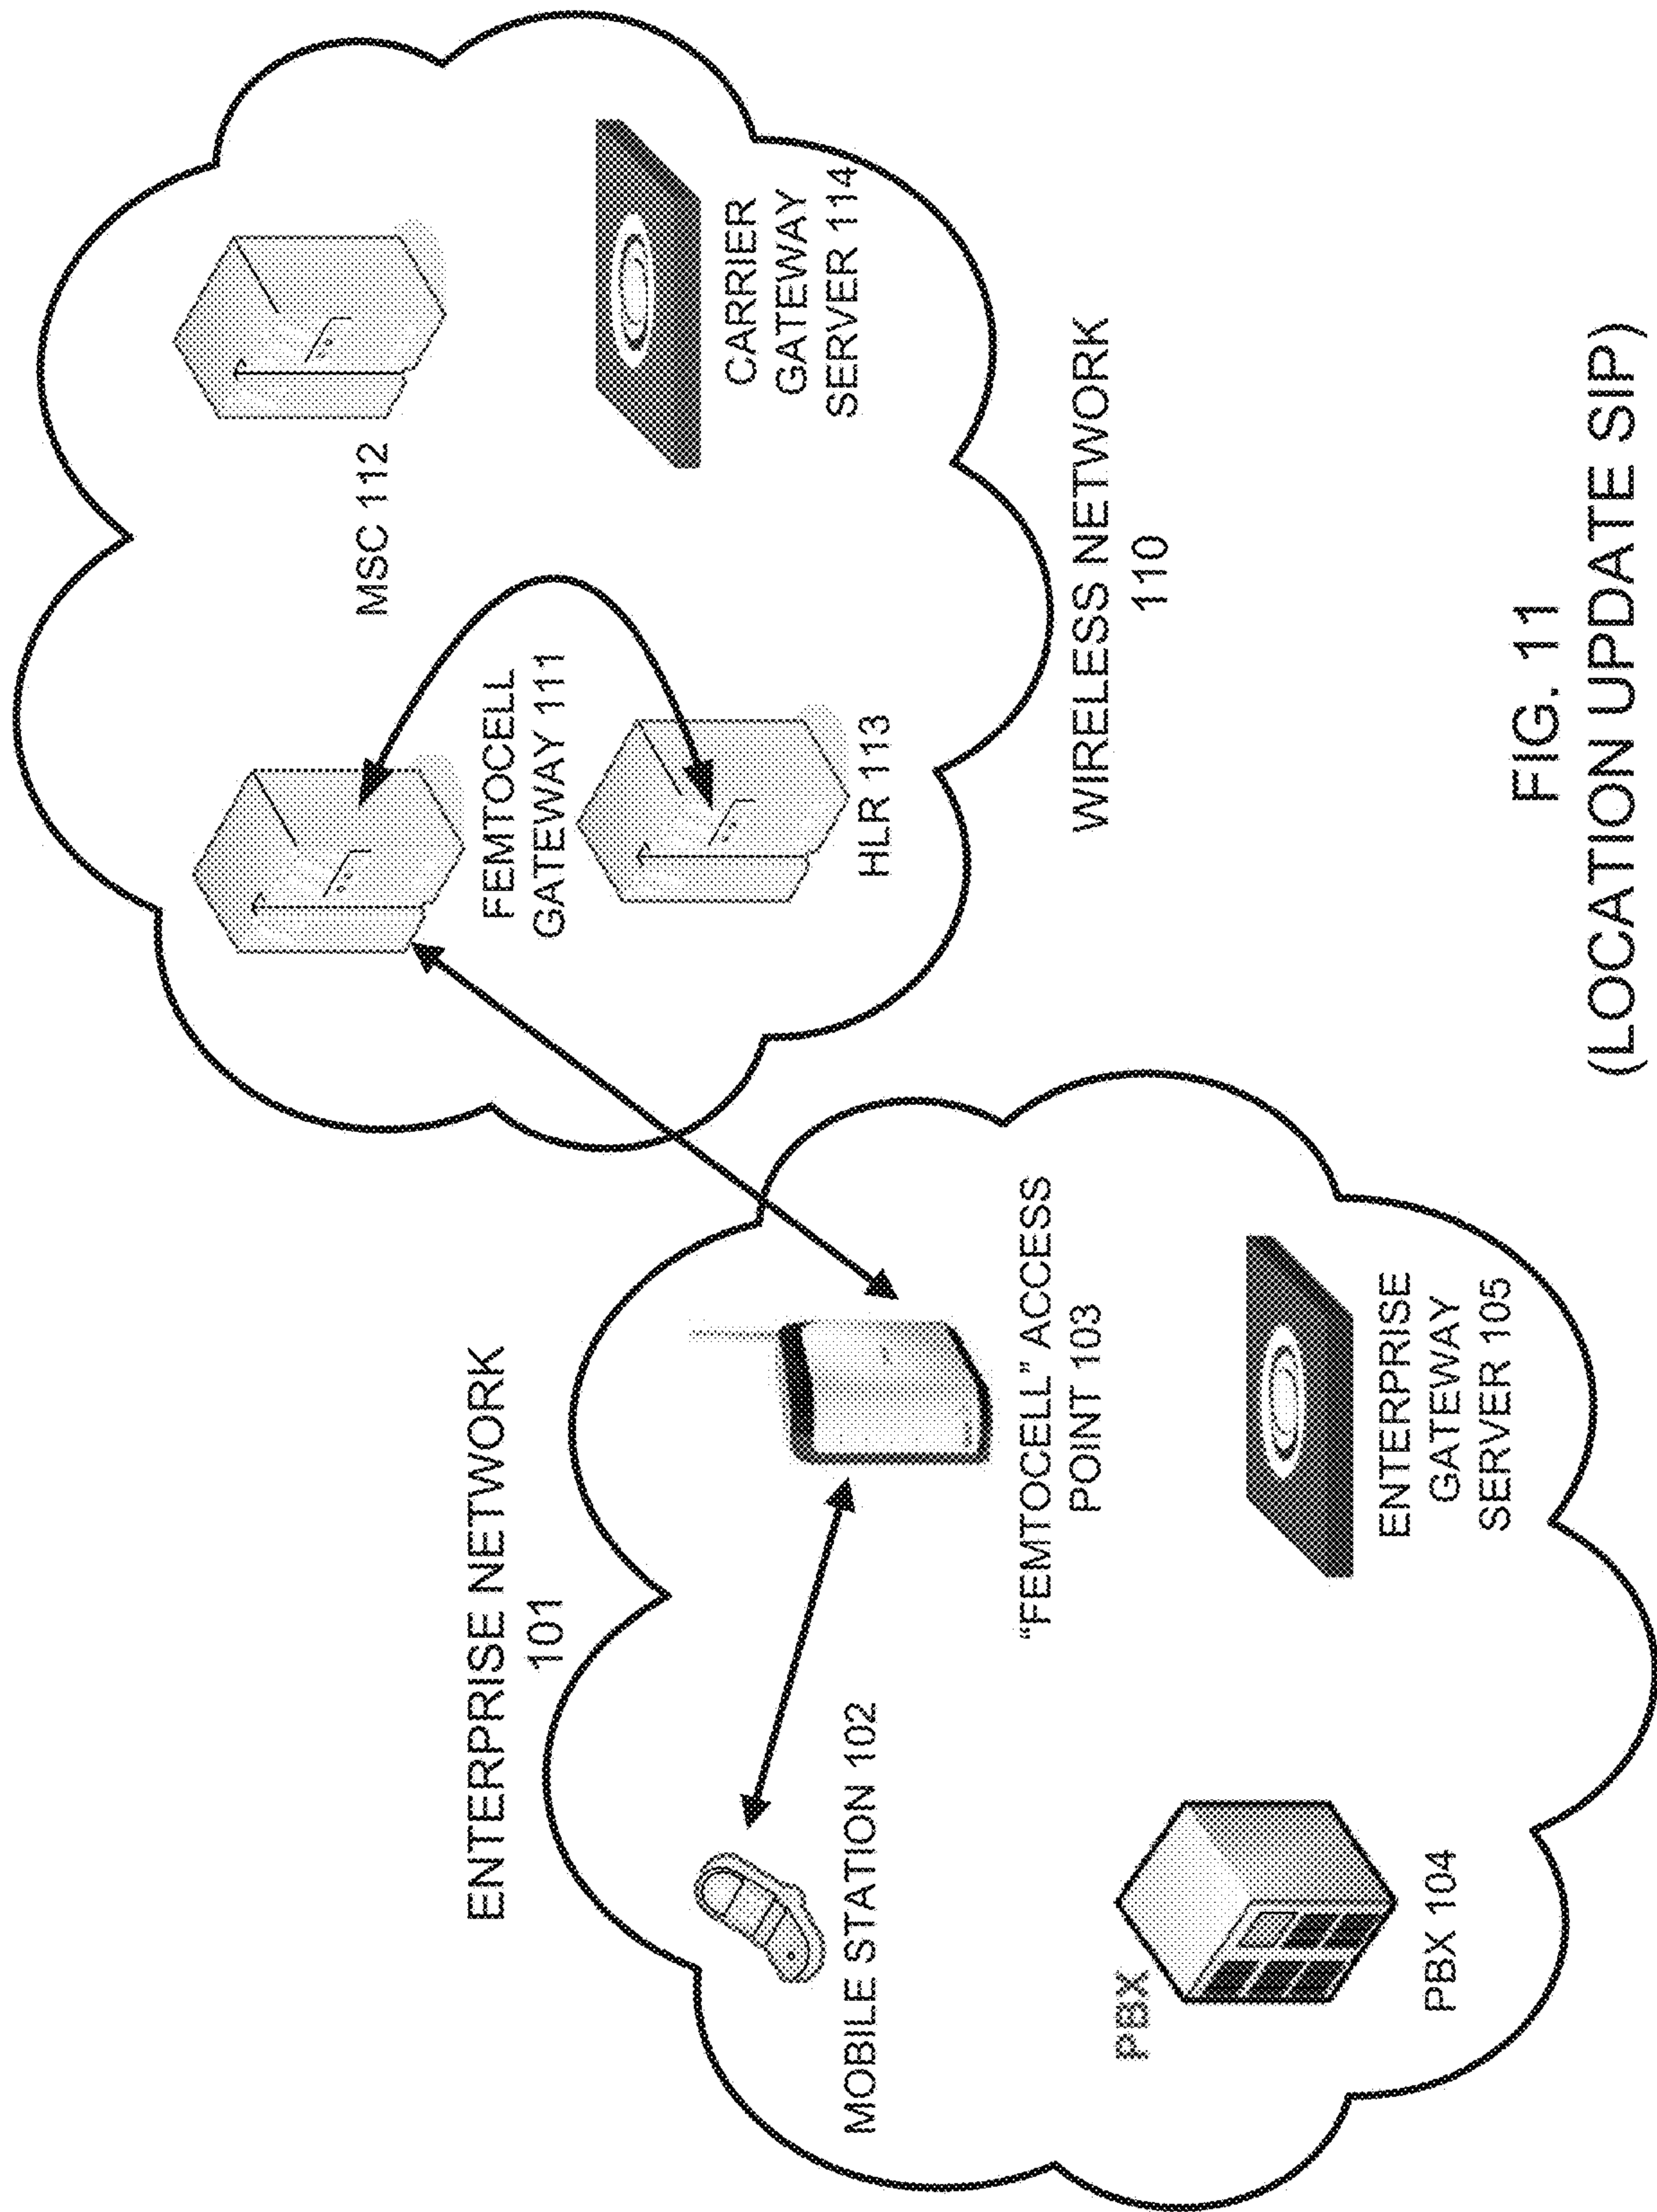 ENTERPRISE NETWORK
101
MOBILE STATION 102
"FEMTOCELL" ACCESS
POINT 103
PBX
PBX 104
ENTERPRISE
GATEWAY
SERVER 105
MSC 112
FEMTOCELL
GATEWAY 111
HLR 113
CARRIER
GATEWAY
SERVER 114
WIRELESS NETWORK
110
FIG. 11
(LOCATION UPDATE SIP)